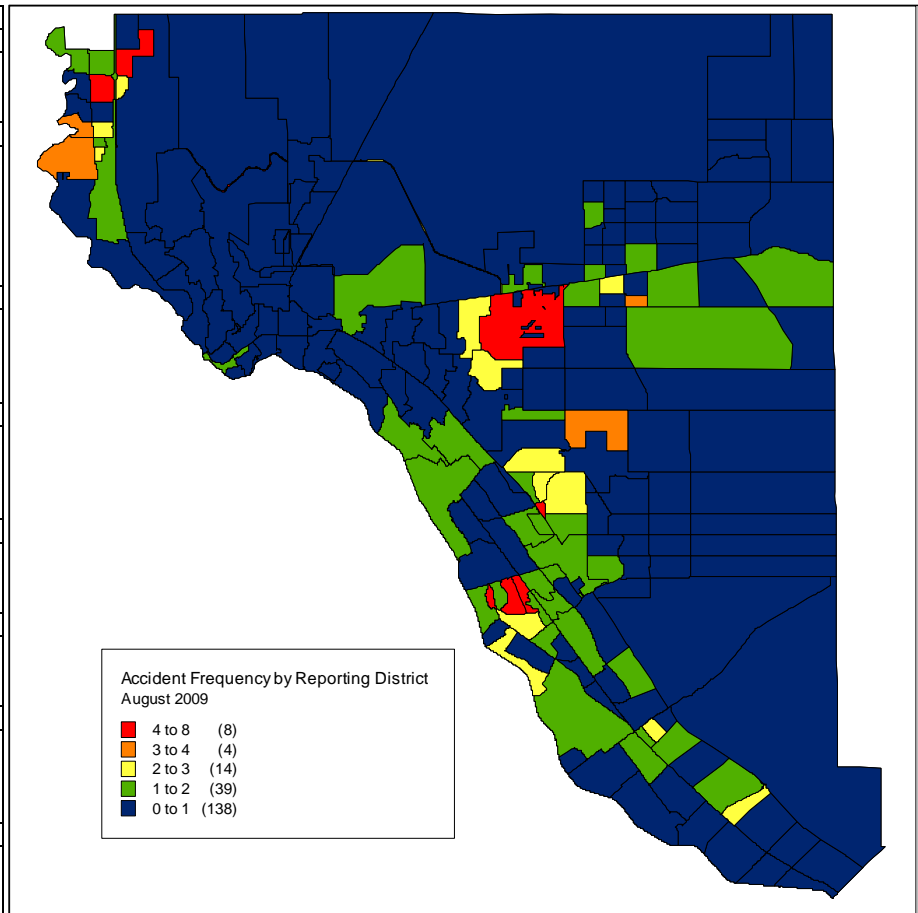 Accident Frequency by Reporting District
August 2009
4 to 8 (8)
3 to 4 (4)
2 to 3 (14)
1 to 2 (39)
0 to 1 (138)